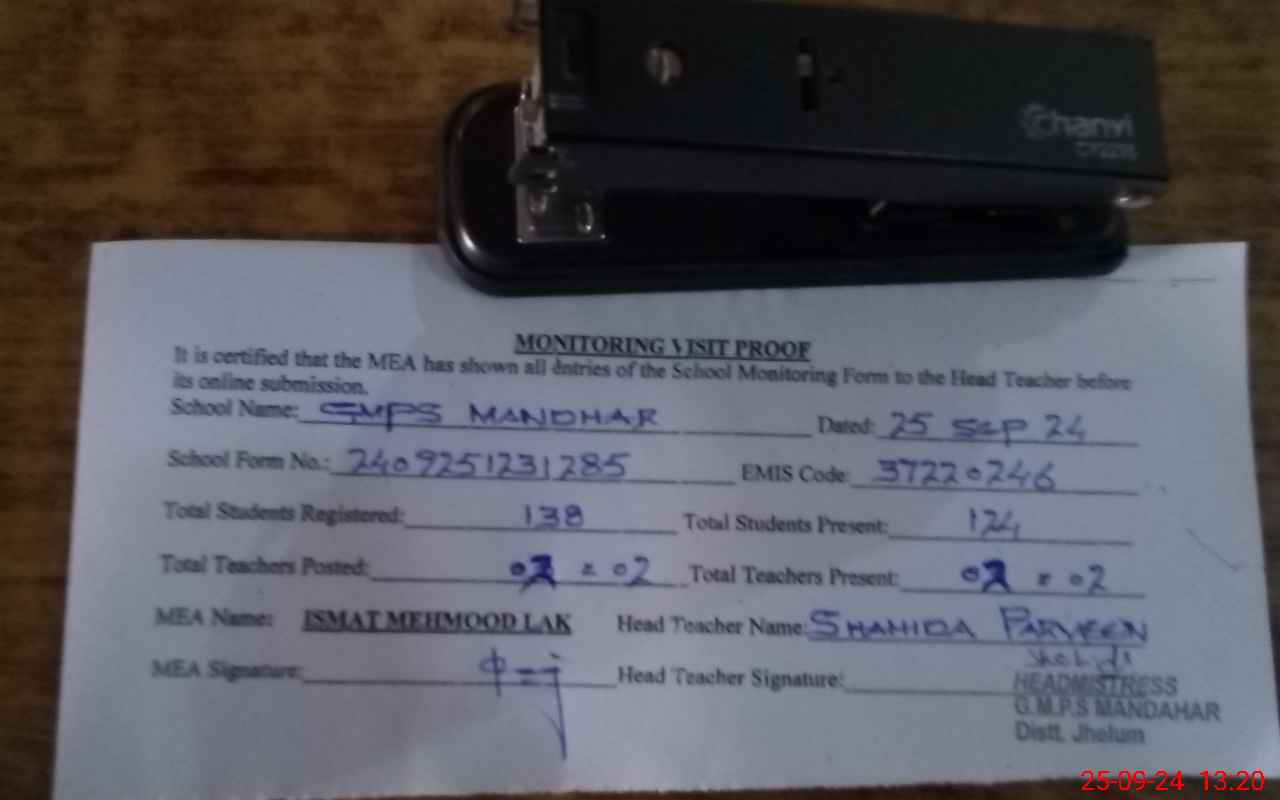 Chanyi
MONITORING VISIT PROOF
It is certified that the MEA has shown all entries of the School Monitoring Form to the Head Teacher before
its online submission.
School Name: GMPS MANDHAR Dated: 25 Sep 24
School Form No.: 2409251231285 EMIS Code: 37220246
Total Students Registered: 138 Total Students Present: 124
Total Teachers Posted: 02 = 02 Total Teachers Present: 02 = 02
MEA Name: ISMAT MEHMOOD LAK Head Teacher Name: SHAHIDA PARVEEN
MEA Signature: Head Teacher Signature:
HEADMISTRESS
G.M.P.S MANDAHAR
Distt. Jhelum
25-09-24 13.20